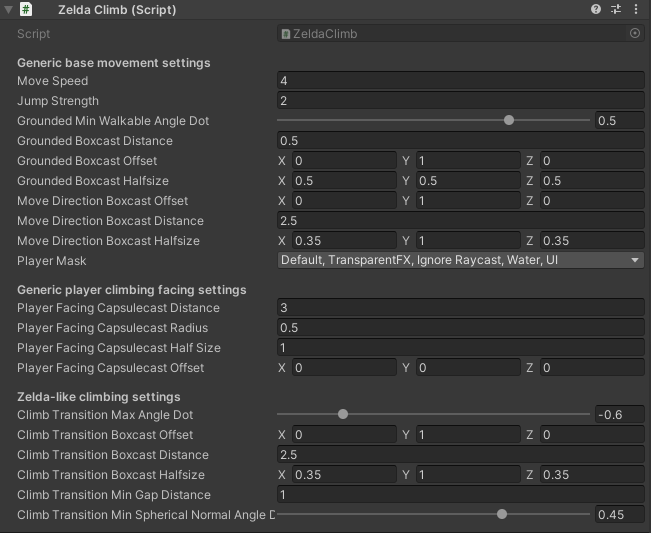 # Zelda Climb (Script)
Script # ZeldaClimb
Generic base movement settings
Move Speed 4
Jump Strength 2
Grounded Min Walkable Angle Dot 0.5
Grounded Boxcast Distance 0.5
Grounded Boxcast Offset X 0 Y 1 Z 0
Grounded Boxcast Halfsize X 0.5 Y 0.5 Z 0.5
Move Direction Boxcast Offset X 0 Y 1 Z 0
Move Direction Boxcast Distance 2.5
Move Direction Boxcast Halfsize X 0.35 Y 1 Z 0.35
Player Mask Default, TransparentFX, Ignore Raycast, Water, UI
Generic player climbing facing settings
Player Facing Capsulecast Distance 3
Player Facing Capsulecast Radius 0.5
Player Facing Capsulecast Half Size 1
Player Facing Capsulecast Offset X 0 Y 0 Z 0
Zelda-like climbing settings
Climb Transition Max Angle Dot -0.6
Climb Transition Boxcast Offset X 0 Y 1 Z 0
Climb Transition Boxcast Distance 2.5
Climb Transition Boxcast Halfsize X 0.35 Y 1 Z 0.35
Climb Transition Min Gap Distance 1
Climb Transition Min Spherical Normal Angle D 0.45